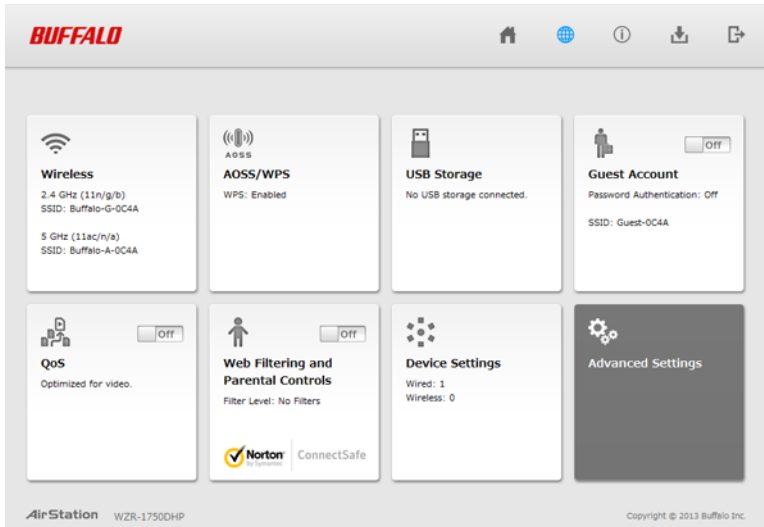 BUFFALO
AOSS
Wireless
2.4 GHz (11n/g/b)
SSID: Buffalo-G-0C4A
5 GHz (11ac/n/a)
SSID: Buffalo-A-0C4A
AOSS/WPS
WPS: Enabled
USB Storage
No USB storage connected.
Off
Guest Account
Password Authentication: Off
SSID: Guest-0C4A
Off
QoS
Optimized for video.
Off
Web Filtering and
Parental Controls
Filter Level: No Filters
Norton
by Symantec
ConnectSafe
Device Settings
Wired: 1
Wireless: 0
Advanced Settings
AirStation WZR-1750DHP
Copyright © 2013 Buffalo Inc.